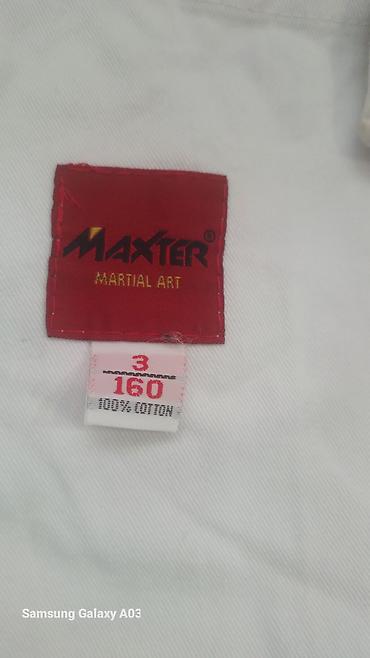 MAXTER®
MARTIAL ART
3
160
100% COTTON
Samsung Galaxy A03